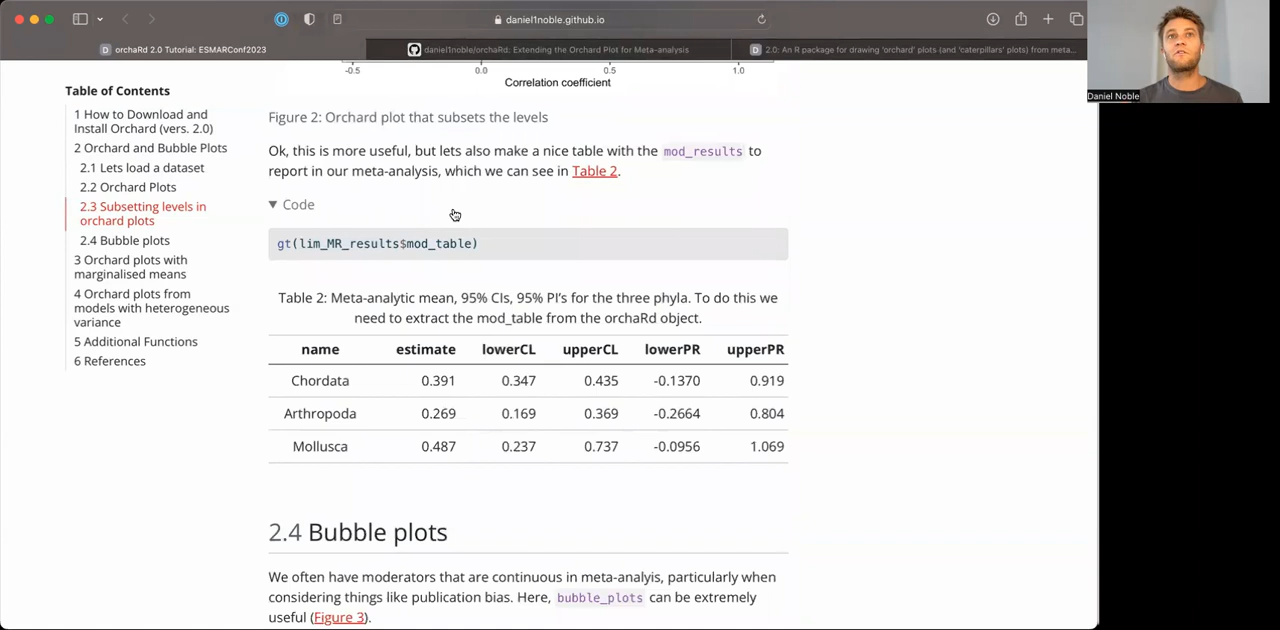 daniel1noble.github.io
orchaRd 2.0 Tutorial: ESMARConf2023
daniel1noble/orchaRd: Extending the Orchard Plot for Meta-analysis
2.0: An R package for drawing 'orchard' plots (and 'caterpillars' plots) from meta...
Daniel Noble
Table of Contents
1 How to Download and
Install Orchard (vers. 2.0)
2 Orchard and Bubble Plots
2.1 Lets load a dataset
2.2 Orchard Plots
2.3 Subsetting levels in
orchard plots
2.4 Bubble plots
3 Orchard plots with
marginalised means
4 Orchard plots from
models with heterogeneous
variance
5 Additional Functions
6 References
-0.5 0.0 0.5 1.0
Correlation coefficient
Figure 2: Orchard plot that subsets the levels
Ok, this is more useful, but lets also make a nice table with the mod_results to
report in our meta-analysis, which we can see in Table 2.
Code
gt(lim_MR_results$mod_table)
Table 2: Meta-analytic mean, 95% CIs, 95% PI's for the three phyla. To do this we
need to extract the mod_table from the orchaRd object.
name estimate lowerCL upperCL lowerPR upperPR
Chordata 0.391 0.347 0.435 -0.1370 0.919
Arthropoda 0.269 0.169 0.369 -0.2664 0.804
Mollusca 0.487 0.237 0.737 -0.0956 1.069
2.4 Bubble plots
We often have moderators that are continuous in meta-analyis, particularly when
considering things like publication bias. Here, bubble_plots can be extremely
useful (Figure 3).